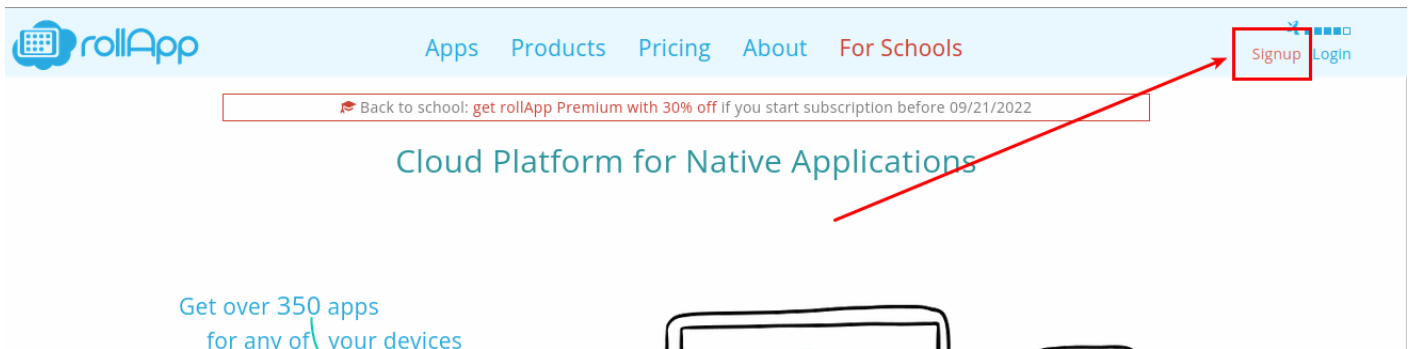 rollApp
Apps Products Pricing About For Schools
Signup Login
Back to school: get rollApp Premium with 30% off if you start subscription before 09/21/2022
Cloud Platform for Native Applications
Get over 350 apps
for any of your devices